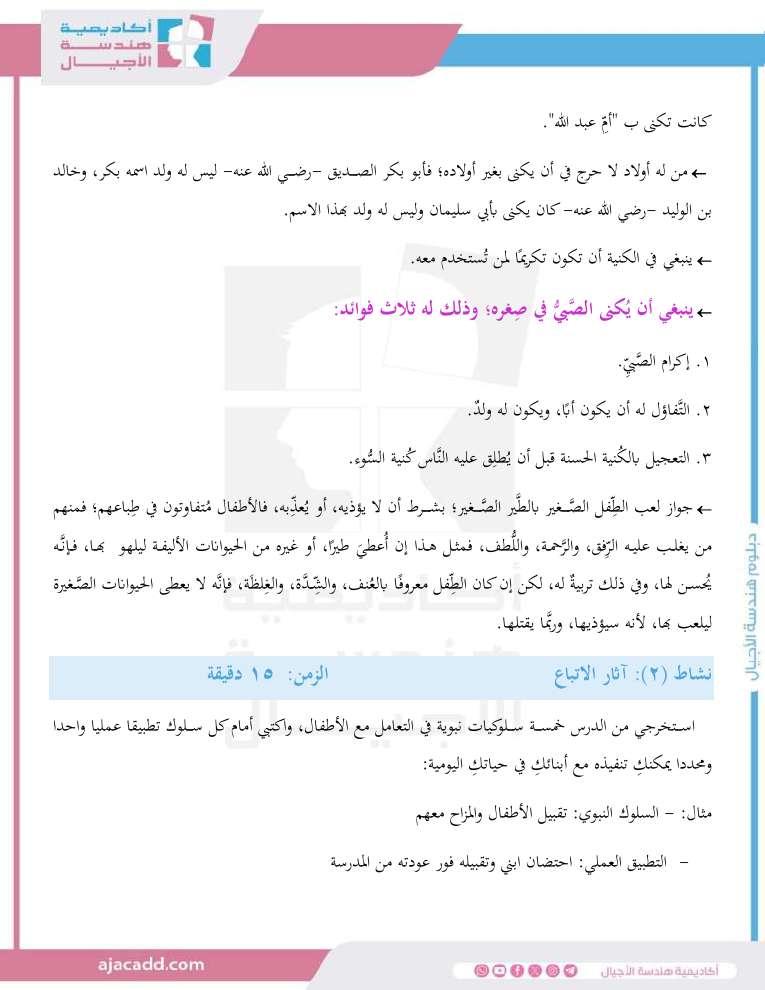 أكاديمية
هندسة
الأجيال
كانت تكنى ب "أمّ عبد الله".
← من له أولاد لا حرج في أن يكنى بغير أولاده؛ فأبو بكر الصديق –رضي الله عنه– ليس له ولد اسمه بكر، وخالد
بن الوليد –رضي الله عنه– كان يكنى بأبي سليمان وليس له ولد بهذا الاسم.
← ينبغي في الكنية أن تكون تكريمًا لمن تُستخدم معه.
← ينبغي أن يُكنى الصَّبيُّ في صِغره؛ وذلك له ثلاث فوائد:
١. إكرام الصَّبيّ.
٢. التَّفاؤل له أن يكون أبًا، ويكون له ولدٌ.
٣. التعجيل بالكُنية الحسنة قبل أن يُطلِق عليه النَّاس كُنية السُّوء.
← جواز لعب الطِّفل الصَّغير بالطَّير الصَّغير؛ بشرط أن لا يؤذيه، أو يُعذِّبه، فالأطفال مُتفاوتون في طِباعهم؛ فمنهم
من يغلب عليه الرِّفق، والرَّحمة، واللُّطف، فمثل هذا إن أُعطيَ طيرًا، أو غيره من الحيوانات الأليفة ليلهو بها، فإنَّه
يُحسن لها، وفي ذلك تربيةٌ له، لكن إن كان الطِّفل معروفًا بالعُنف، والشِّدَّة، والغِلظَة، فإنَّه لا يعطى الحيوانات الصَّغيرة
ليلعب بها، لأنه سيؤذيها، وربَّما يقتلها.
نشاط (٢): آثار الاتباع الزمن: ١٥ دقيقة
استخرجي من الدرس خمسة سلوكيات نبوية في التعامل مع الأطفال، واكتبي أمام كل سلوك تطبيقا عمليا واحدا
ومحددا يمكنكِ تنفيذه مع أبنائكِ في حياتكِ اليومية:
مثال: – السلوك النبوي: تقبيل الأطفال والمزاح معهم
– التطبيق العملي: احتضان ابني وتقبيله فور عودته من المدرسة
دبلوم هندسة الأجيال
أكاديمية هندسة الأجيال
ajacadd.com